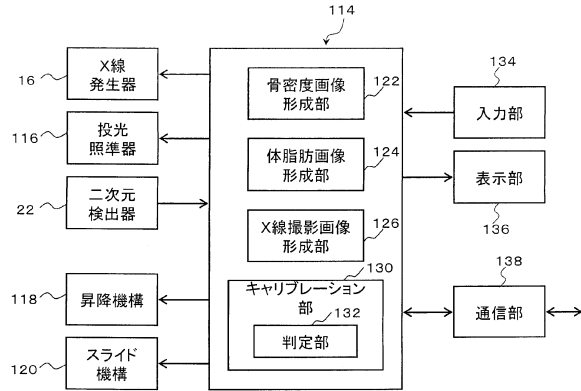 114
16
X線
発生器
116
投光
照準器
22
二次元
検出器
118
昇降機構
120
スライド
機構
骨密度画像
形成部
122
体脂肪画像
形成部
124
X線撮影画像
形成部
126
130
キャリブレーション
部
132
判定部
134
入力部
表示部
136
138
通信部